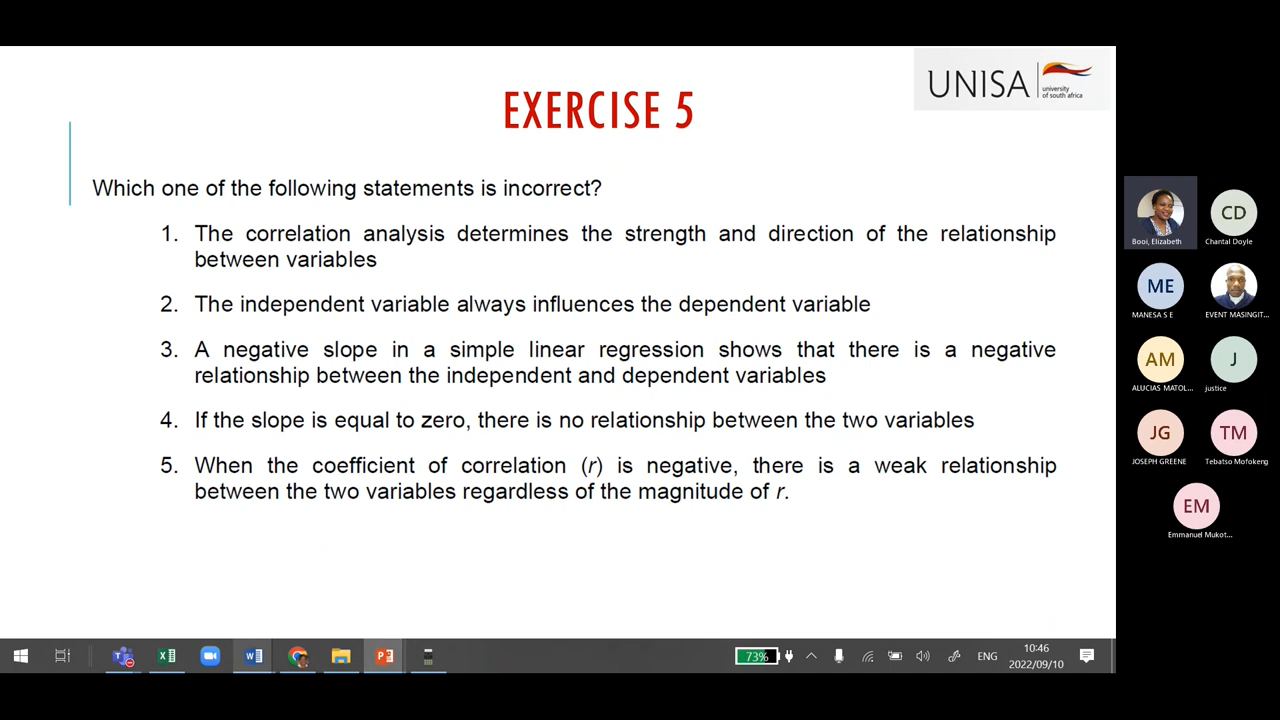 EXERCISE 5
UNISA
university
of south africa
Which one of the following statements is incorrect?
1. The correlation analysis determines the strength and direction of the relationship
between variables
2. The independent variable always influences the dependent variable
3. A negative slope in a simple linear regression shows that there is a negative
relationship between the independent and dependent variables
4. If the slope is equal to zero, there is no relationship between the two variables
5. When the coefficient of correlation (r) is negative, there is a weak relationship
between the two variables regardless of the magnitude of r.
Booi, Elizabeth
CD
Chantal Doyle
ME
MANESA S E
EVENT MASINGIT...
AM
ALUCIAS MATOL...
J
justice
JG
JOSEPH GREENE
TM
Tebatso Mofokeng
EM
Emmanuel Mukot...
73%
ENG
10:46
2022/09/10